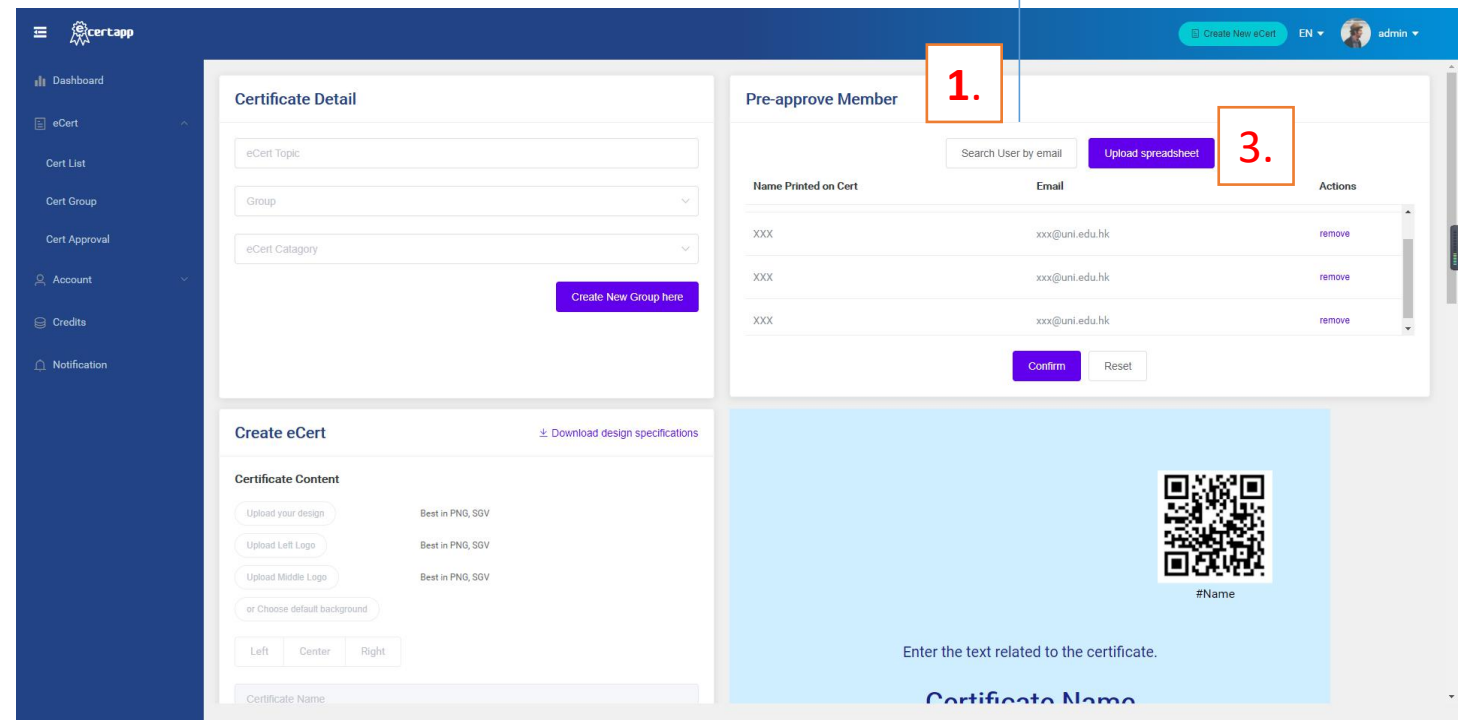 ecertapp
Create New eCert
EN
admin
Dashboard
eCert
Cert List
Cert Group
Cert Approval
Account
Credits
Notification
Certificate Detail
eCert Topic
Group
eCert Catagory
Create New Group here
Pre-approve Member
1.
Search User by email
Upload spreadsheet
3.
Name Printed on Cert Email Actions
XXX xxx@uni.edu.hk remove
XXX xxx@uni.edu.hk remove
XXX xxx@uni.edu.hk remove
Confirm Reset
Create eCert
Download design specifications
Certificate Content
Upload your design Best in PNG, SGV
Upload Left Logo Best in PNG, SGV
Upload Middle Logo Best in PNG, SGV
or Choose default background
Left Center Right
Certificate Name
#Name
Enter the text related to the certificate.
Certificate Name